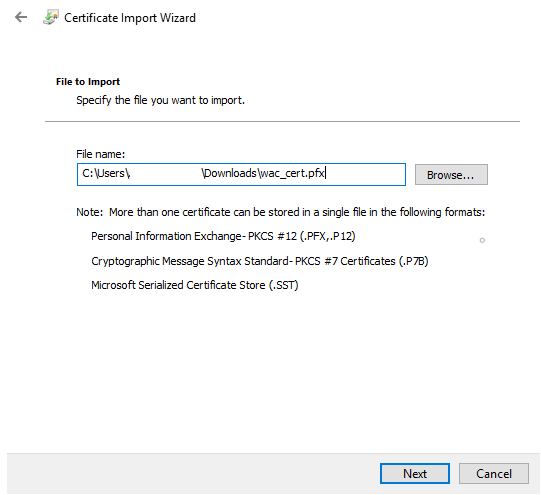 Certificate Import Wizard
File to Import
Specify the file you want to import.
File name:
C:\Users\ \Downloads\wac_cert.pfx
Browse...
Note: More than one certificate can be stored in a single file in the following formats:
Personal Information Exchange- PKCS #12 (.PFX,.P12)
Cryptographic Message Syntax Standard- PKCS #7 Certificates (.P7B)
Microsoft Serialized Certificate Store (.SST)
Next
Cancel